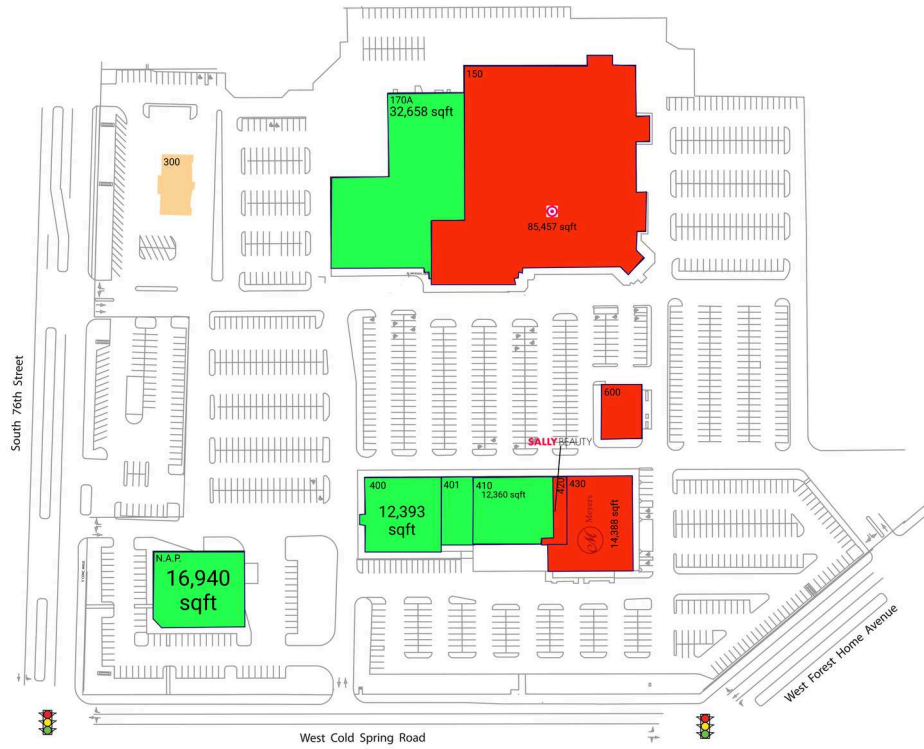 150
170A
32,658 sqft
300
85,457 sqft
South 76th Street
600
SALLY BEAUTY
400
401
410
420
430
12,360 sqft
12,393
sqft
M Meyers
14,388 sqft
N.A.P.
16,940
sqft
West Forest Home Avenue
West Cold Spring Road